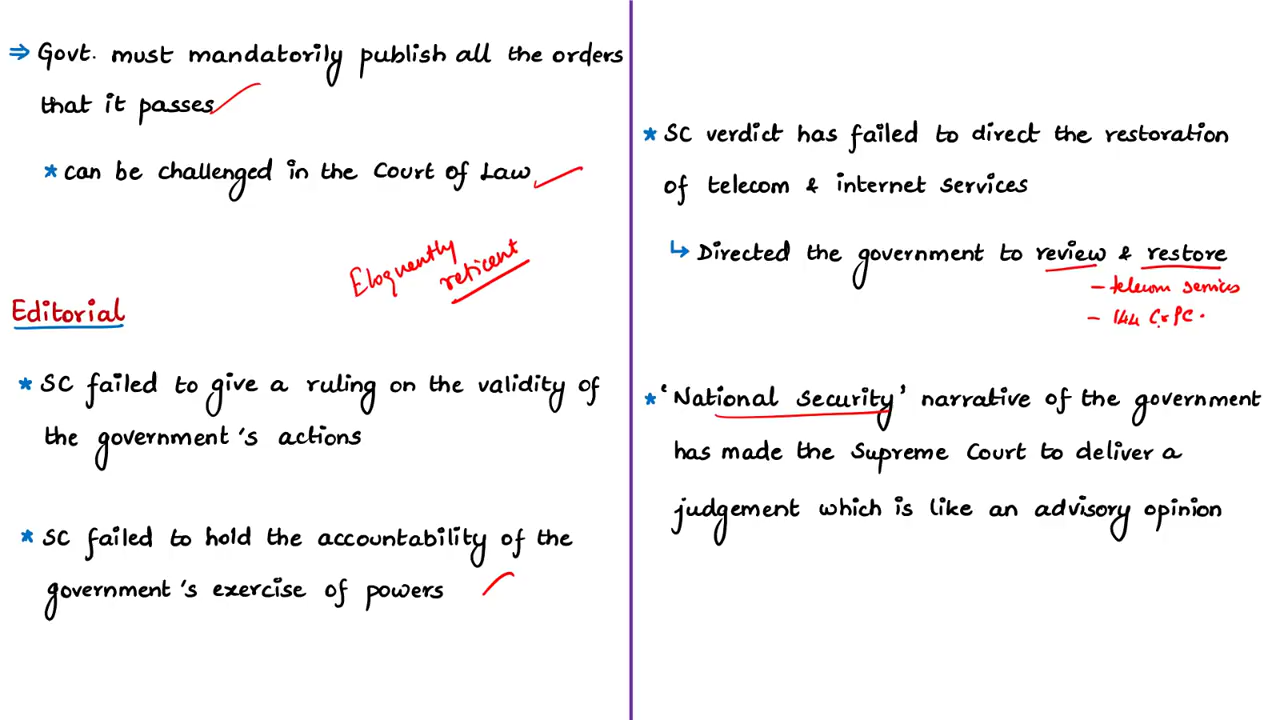 ⇒ Govt. must mandatorily publish all the orders
that it passes
* can be challenged in the Court of Law
Eloquently
reticent
Editorial
* SC failed to give a ruling on the validity of
the government's actions
* SC failed to hold the accountability of the
government's exercise of powers
* SC verdict has failed to direct the restoration
of telecom & internet services
↳ Directed the government to review & restore
- telecom services
- 144 CrPC.
* 'National security' narrative of the government
has made the Supreme Court to deliver a
judgement which is like an advisory opinion